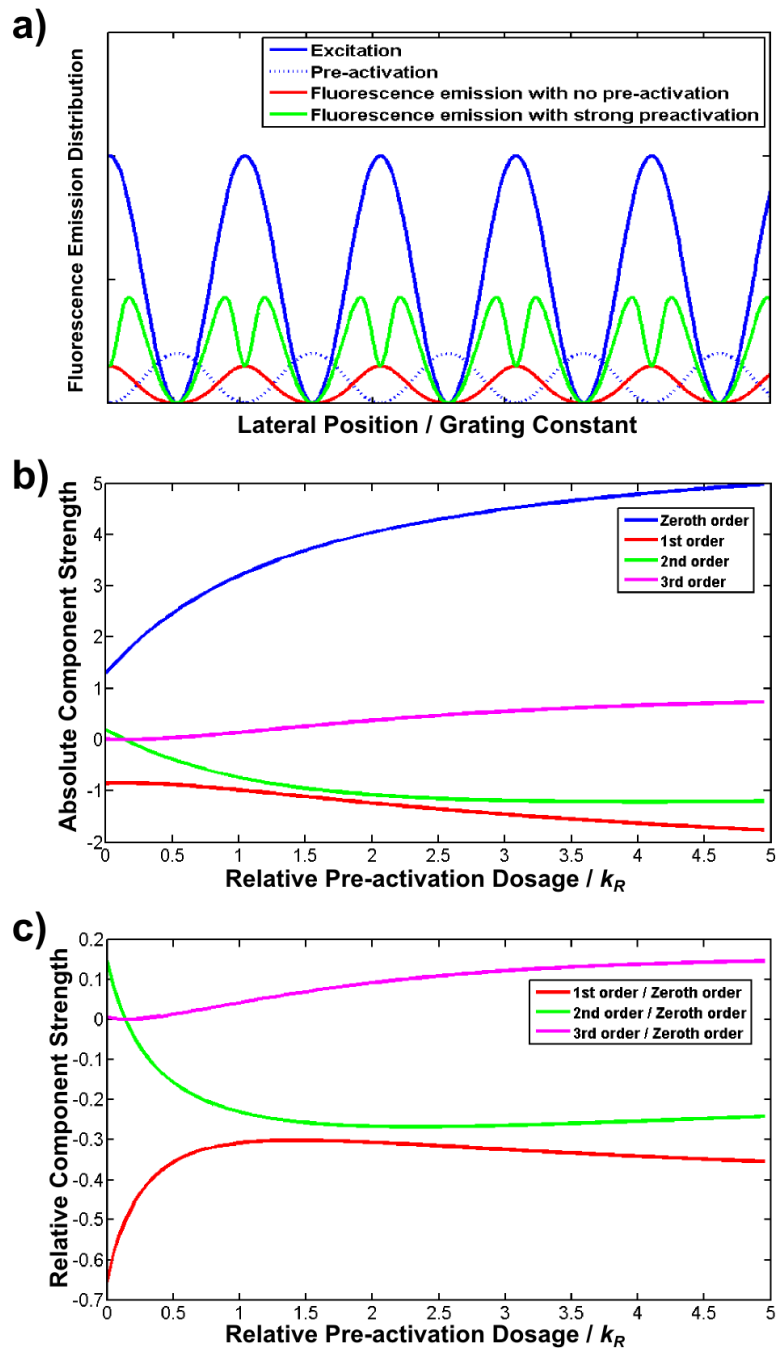 a)
Excitation
Pre-activation
Fluorescence emission with no pre-activation
Fluorescence emission with strong preactivation
Fluorescence Emission Distribution
Lateral Position / Grating Constant
b)
5
4
3
2
1
0
-1
-2
Zeroth order
1st order
2nd order
3rd order
Absolute Component Strength
0 0.5 1 1.5 2 2.5 3 3.5 4 4.5 5
Relative Pre-activation Dosage / kR
c)
0.2
0.1
0
-0.1
-0.2
-0.3
-0.4
-0.5
-0.6
-0.7
1st order / Zeroth order
2nd order / Zeroth order
3rd order / Zeroth order
Relative Component Strength
0 0.5 1 1.5 2 2.5 3 3.5 4 4.5 5
Relative Pre-activation Dosage / kR